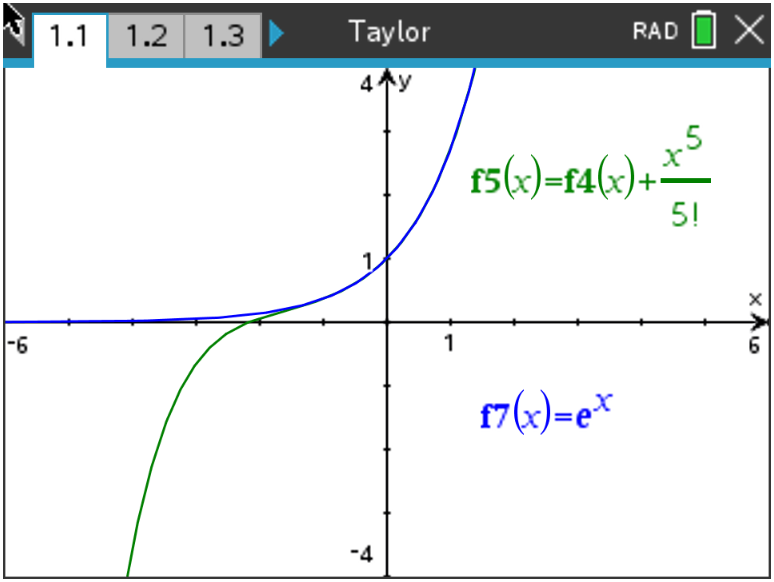 1.1 1.2 1.3 Taylor RAD
4 y
f5(x)=f4(x)+x^5/5!
1
x
-6 1 6
f7(x)=e^x
-4